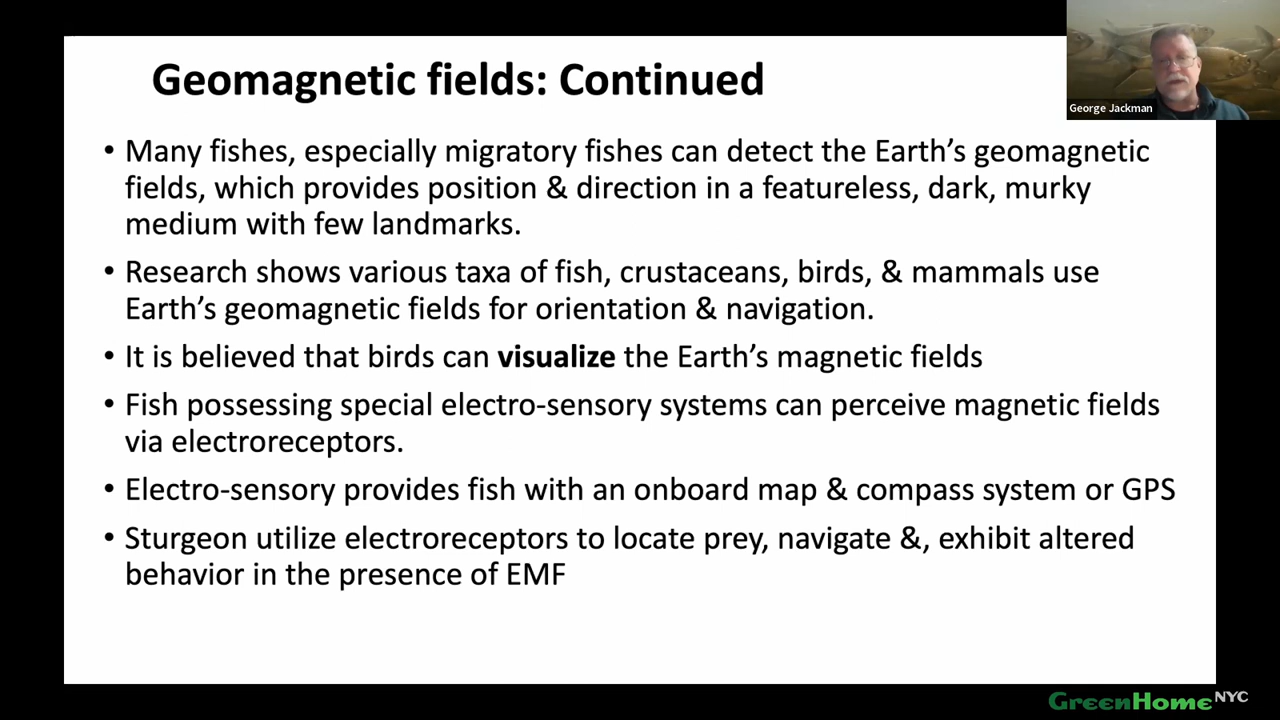 Geomagnetic fields: Continued
George Jackman
• Many fishes, especially migratory fishes can detect the Earth's geomagnetic
fields, which provides position & direction in a featureless, dark, murky
medium with few landmarks.
• Research shows various taxa of fish, crustaceans, birds, & mammals use
Earth's geomagnetic fields for orientation & navigation.
• It is believed that birds can visualize the Earth's magnetic fields
• Fish possessing special electro-sensory systems can perceive magnetic fields
via electroreceptors.
• Electro-sensory provides fish with an onboard map & compass system or GPS
• Sturgeon utilize electroreceptors to locate prey, navigate &, exhibit altered
behavior in the presence of EMF
GreenHomeNYC